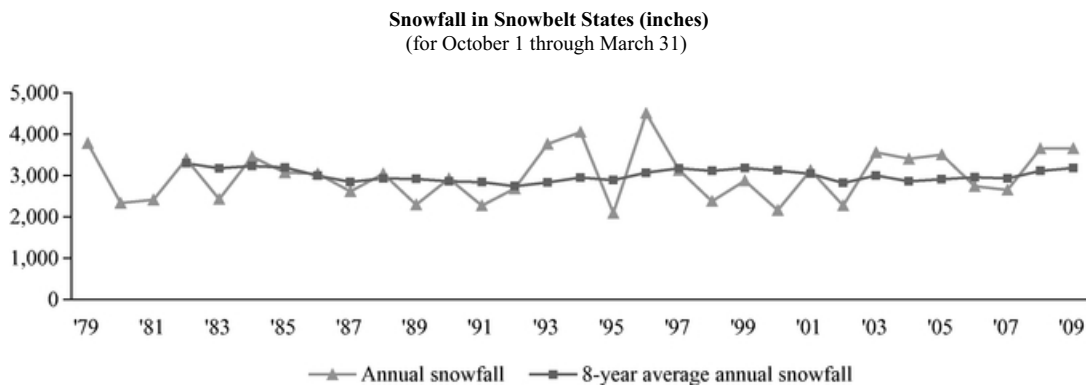 Snowfall in Snowbelt States (inches)
(for October 1 through March 31)
5,000
4,000
3,000
2,000
1,000
0
'79 '81 '83 '85 '87 '89 '91 '93 '95 '97 '99 '01 '03 '05 '07 '09
Annual snowfall 8-year average annual snowfall